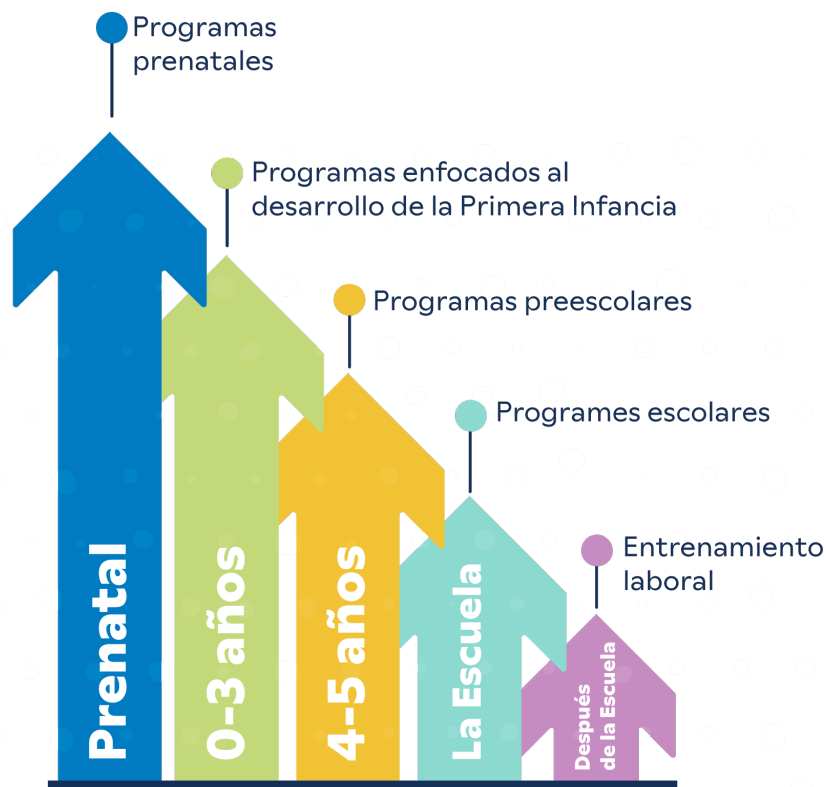 Programas
prenatales
Programas enfocados al
desarrollo de la Primera Infancia
Programas preescolares
Programes escolares
Entrenamiento
laboral
Prenatal
0-3 años
4-5 años
La Escuela
Después
de la Escuela